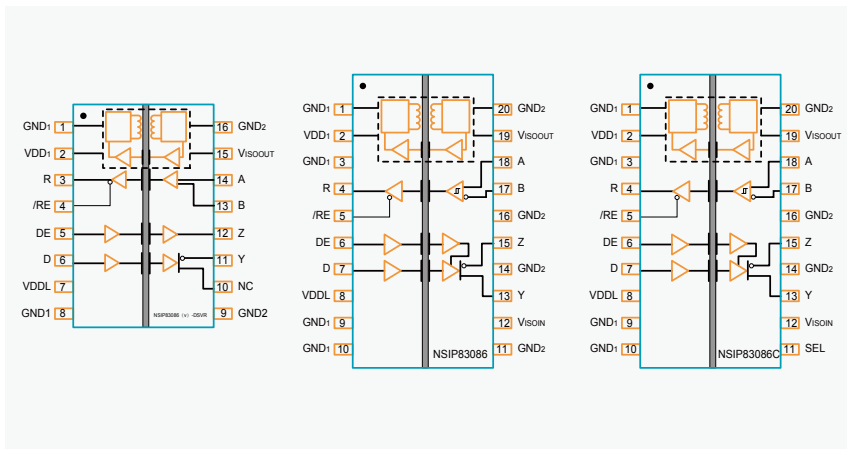 GND1 1 16 GND2
VDD1 2 15 VISOOUT
R 3 14 A
/RE 4 13 B
DE 5 12 Z
D 6 11 Y
VDDL 7 10 NC
GND1 8 9 GND2
NSIP83086 (v) -DSVR
GND1 1 20 GND2
VDD1 2 19 VISOOUT
GND1 3 18 A
R 4 17 B
/RE 5 16 GND2
DE 6 15 Z
D 7 14 GND2
VDDL 8 13 Y
GND1 9 12 VISOIN
GND1 10 11 GND2
NSIP83086
GND1 1 20 GND2
VDD1 2 19 VISOOUT
GND1 3 18 A
R 4 17 B
/RE 5 16 GND2
DE 6 15 Z
D 7 14 GND2
VDDL 8 13 Y
GND1 9 12 VISOIN
GND1 10 11 SEL
NSIP83086C